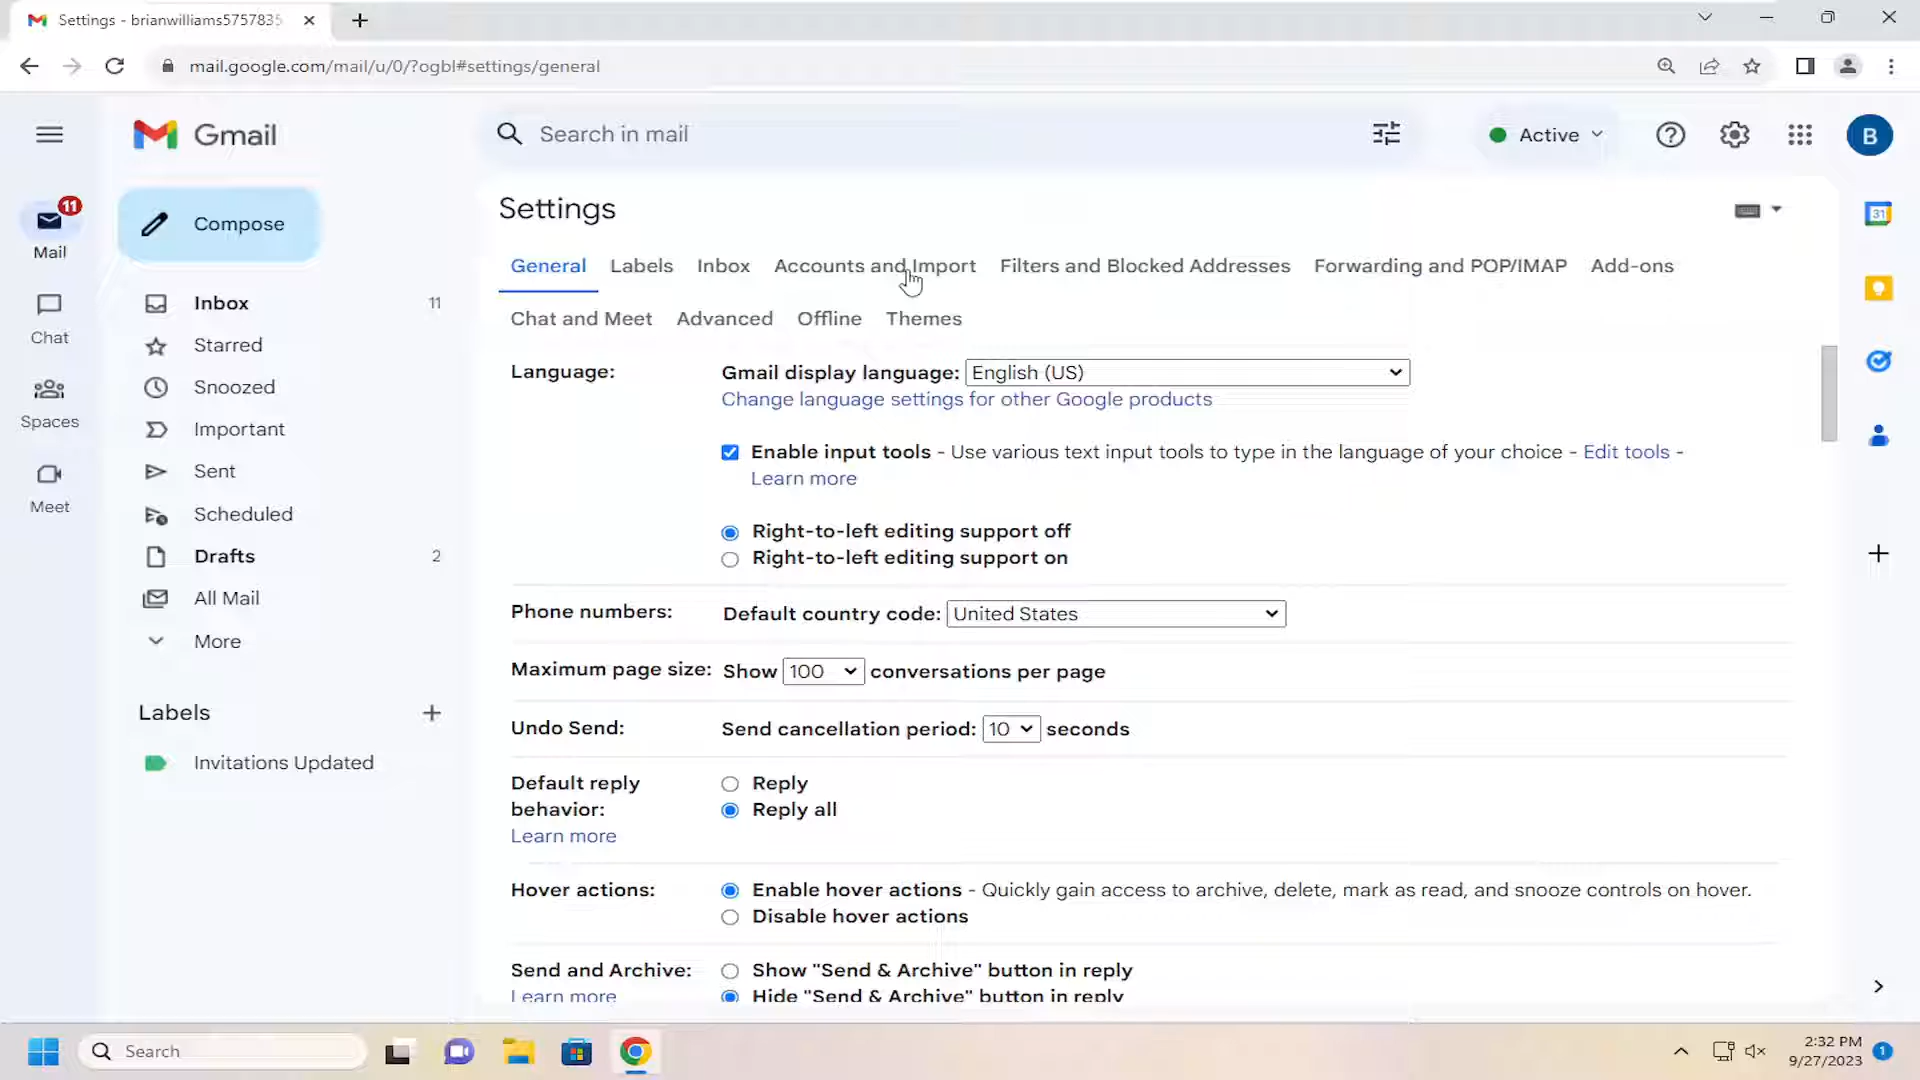 Settings - brianwilliams5757835
mail.google.com/mail/u/0/?ogbl#settings/general
Gmail
Search in mail
Active
B
11
Mail
Chat
Spaces
Meet
Compose
Inbox 11
Starred
Snoozed
Important
Sent
Scheduled
Drafts 2
All Mail
More
Labels
Invitations Updated
Settings
General Labels Inbox Accounts and Import Filters and Blocked Addresses Forwarding and POP/IMAP Add-ons
Chat and Meet Advanced Offline Themes
Language: Gmail display language: English (US)
Change language settings for other Google products
Enable input tools - Use various text input tools to type in the language of your choice - Edit tools -
Learn more
Right-to-left editing support off
Right-to-left editing support on
Phone numbers: Default country code: United States
Maximum page size: Show 100 conversations per page
Undo Send: Send cancellation period: 10 seconds
Default reply
behavior:
Learn more
Reply
Reply all
Hover actions: Enable hover actions - Quickly gain access to archive, delete, mark as read, and snooze controls on hover.
Disable hover actions
Send and Archive: Show "Send & Archive" button in reply
Learn more Hide "Send & Archive" button in reply
31
Search
2:32 PM
9/27/2023
1